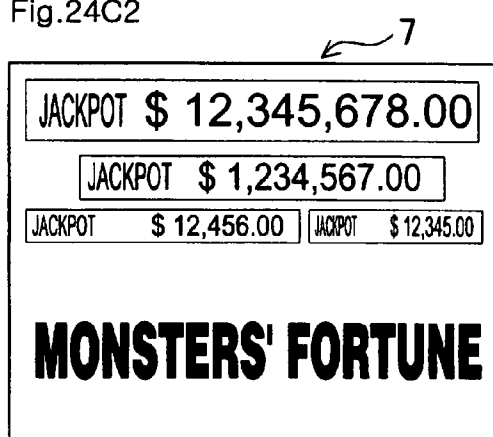 Fig.24C2
7
JACKPOT $ 12,345,678.00
JACKPOT $ 1,234,567.00
JACKPOT $ 12,456.00 JACKPOT $ 12,345.00
MONSTERS' FORTUNE